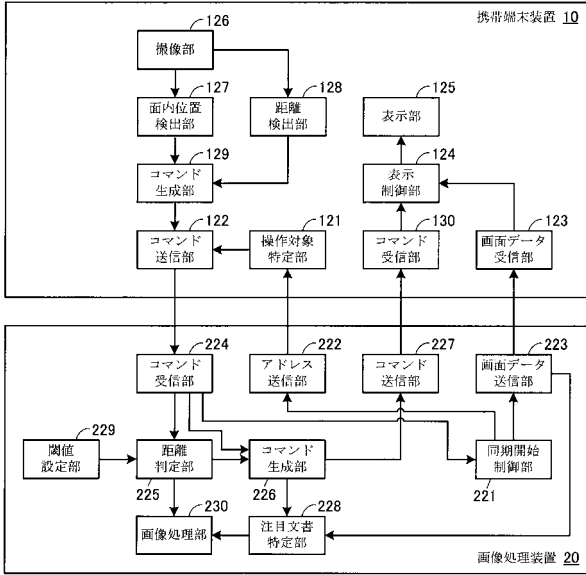 携帯端末装置 10
126
撮像部
127
面内位置
検出部
128
距離
検出部
125
表示部
129
コマンド
生成部
124
表示
制御部
122
コマンド
送信部
121
操作対象
特定部
130
コマンド
受信部
123
画面データ
受信部
224
コマンド
受信部
222
アドレス
送信部
227
コマンド
送信部
223
画面データ
送信部
229
閾値
設定部
距離
判定部
225
コマンド
生成部
226
同期開始
制御部
221
230
画像処理部
228
注目文書
特定部
画像処理装置 20